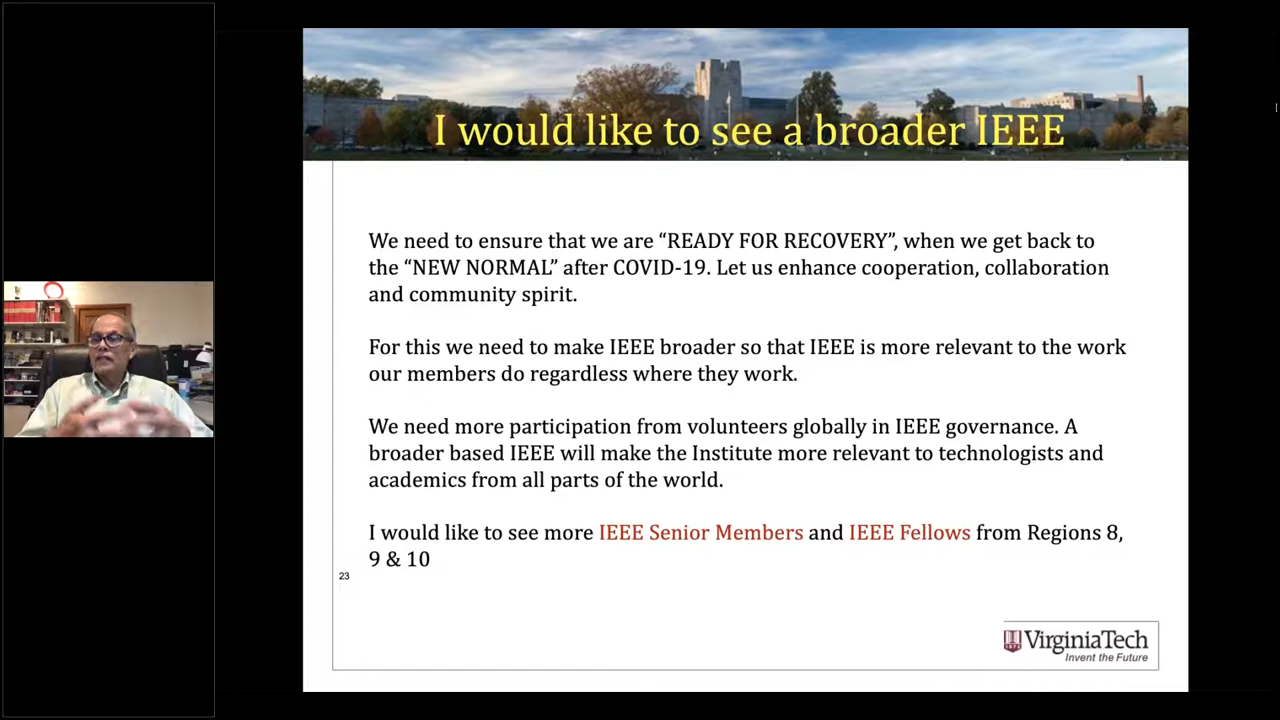 I would like to see a broader IEEE
We need to ensure that we are “READY FOR RECOVERY”, when we get back to
the “NEW NORMAL” after COVID-19. Let us enhance cooperation, collaboration
and community spirit.
For this we need to make IEEE broader so that IEEE is more relevant to the work
our members do regardless where they work.
We need more participation from volunteers globally in IEEE governance. A
broader based IEEE will make the Institute more relevant to technologists and
academics from all parts of the world.
I would like to see more IEEE Senior Members and IEEE Fellows from Regions 8,
9 & 10
23
VirginiaTech
Invent the Future